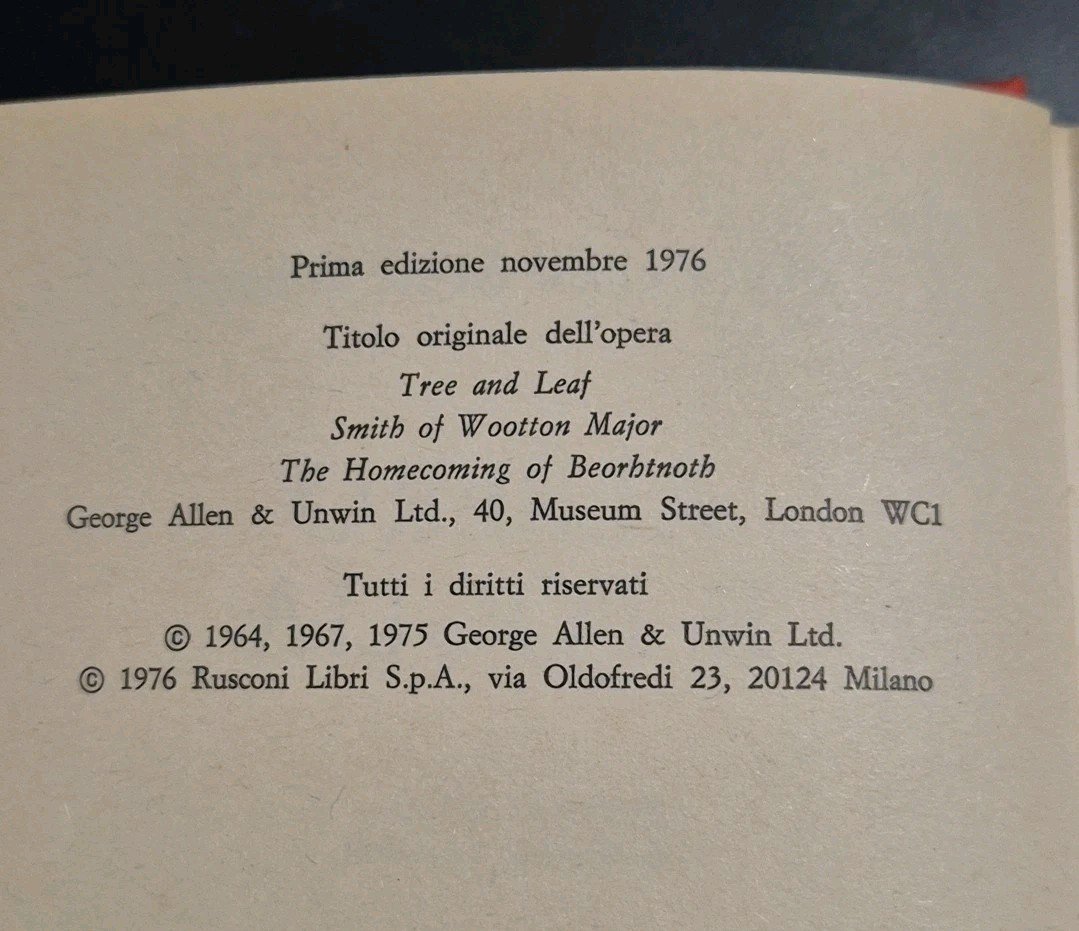 Prima edizione novembre 1976
Titolo originale dell'opera
Tree and Leaf
Smith of Wootton Major
The Homecoming of Beorhtnoth
George Allen & Unwin Ltd., 40, Museum Street, London WC1
Tutti i diritti riservati
© 1964, 1967, 1975 George Allen & Unwin Ltd.
© 1976 Rusconi Libri S.p.A., via Oldofredi 23, 20124 Milano